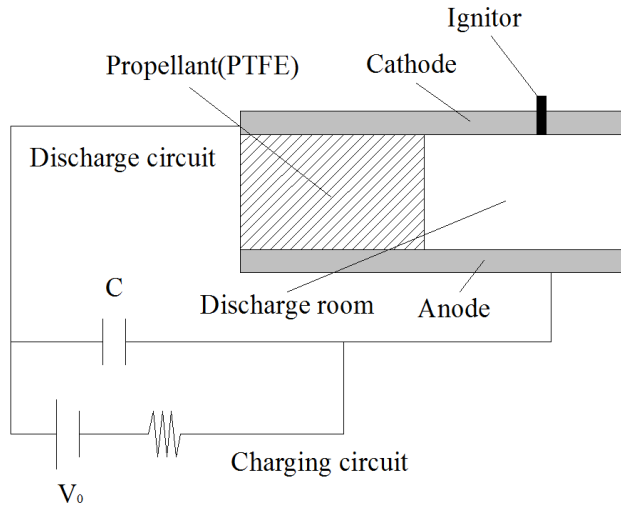 Ignitor
Propellant(PTFE)
Cathode
Discharge circuit
C
Discharge room
Anode
Charging circuit
V₀